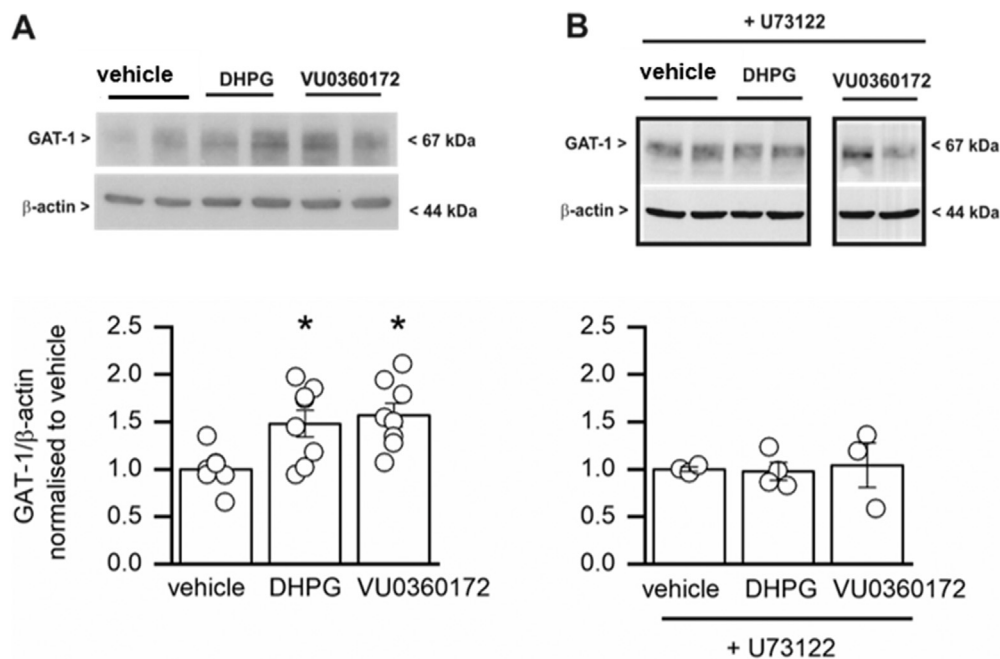 A
vehicle DHPG VU0360172
GAT-1 > < 67 kDa
β-actin > < 44 kDa
GAT-1/β-actin
normalised to vehicle
2.5
2.0
1.5
1.0
0.5
0.0
* *
vehicle DHPG VU0360172
B
+ U73122
vehicle DHPG VU0360172
GAT-1 > < 67 kDa
β-actin > < 44 kDa
2.5
2.0
1.5
1.0
0.5
0.0
vehicle DHPG VU0360172
+ U73122